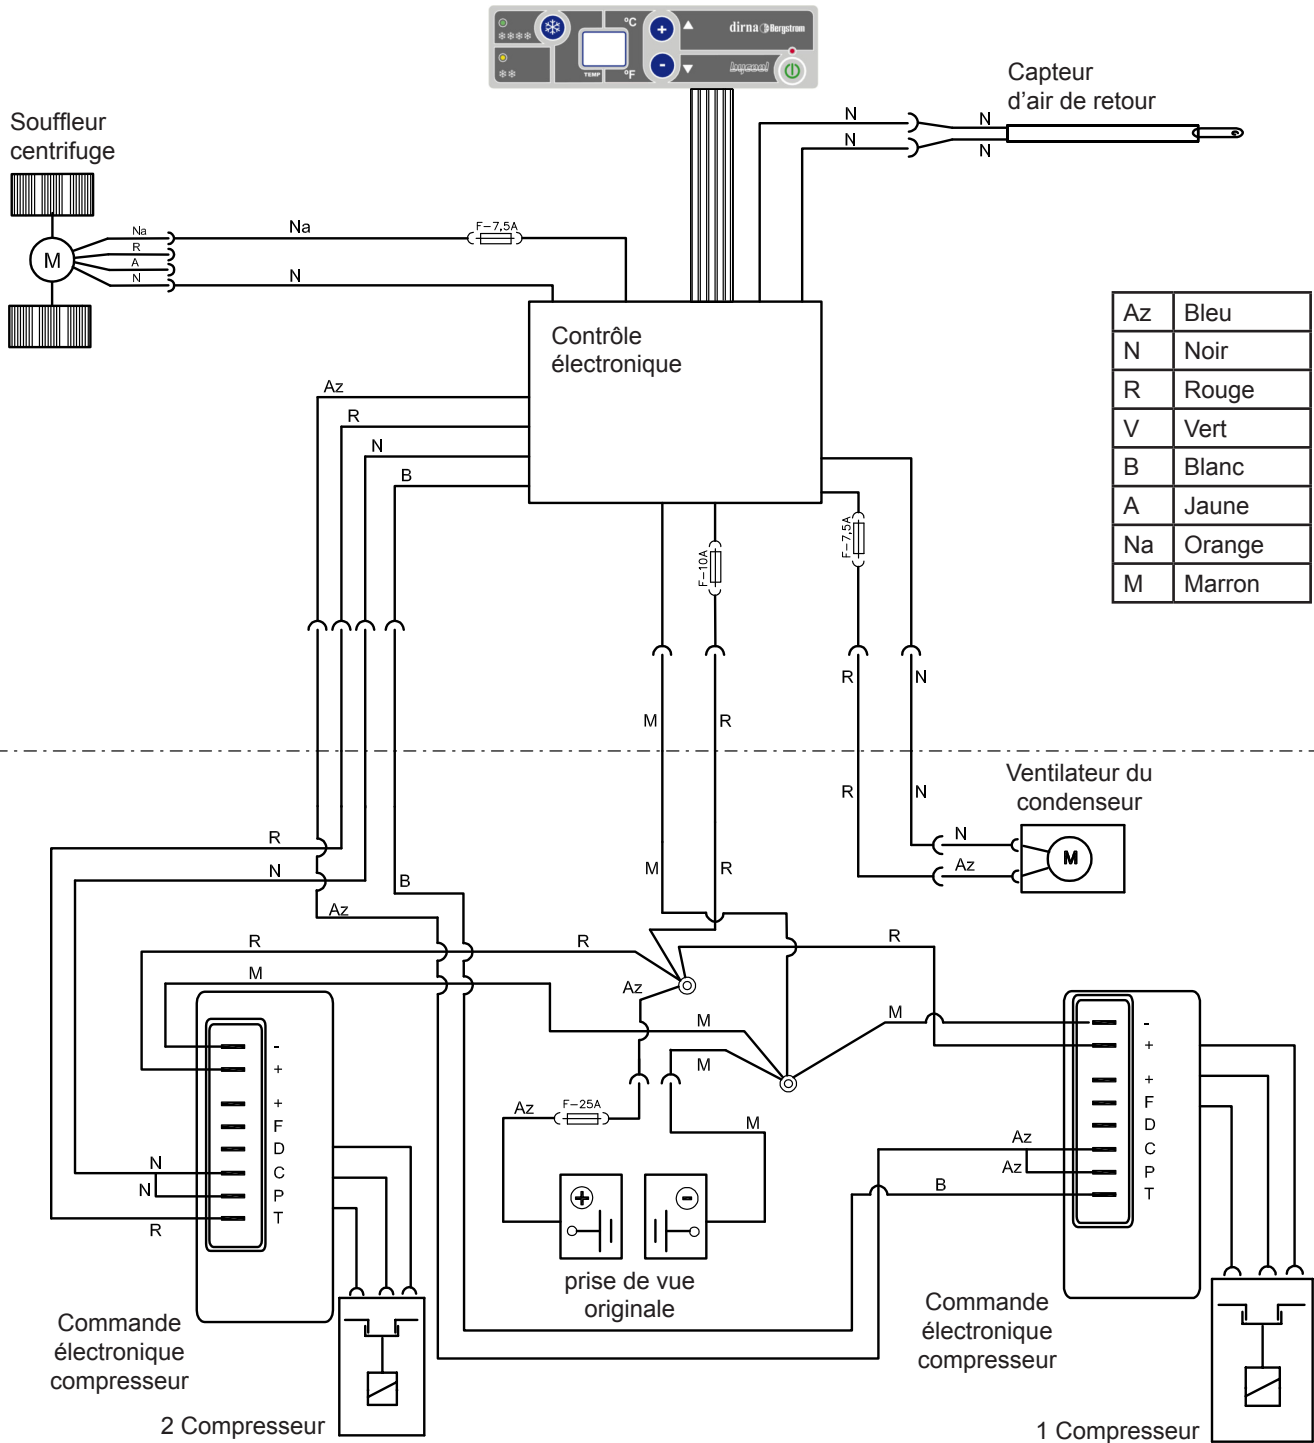 °C
dirna Bergstrom
TEMP
°F
bycool
Capteur
d'air de retour
Souffleur
centrifuge
N
N
N
N
Na
R
A
N
Na
N
F-7,5A
M
Contrôle
électronique
Az Bleu
N Noir
R Rouge
V Vert
B Blanc
A Jaune
Na Orange
M Marron
Az
R
N
B
F-10A
F-7,5A
R
N
M
R
Ventilateur du
condenseur
R
N
N
Az
M
R
N
B
Az
M
R
R
R
R
M
Az
M
M
M
-
+
+
F
D
C
P
T
N
N
R
Az
F-25A
M
+
-
prise de vue
originale
-
+
+
F
D
C
P
T
Az
Az
B
Commande
électronique
compresseur
2 Compresseur
Commande
électronique
compresseur
1 Compresseur